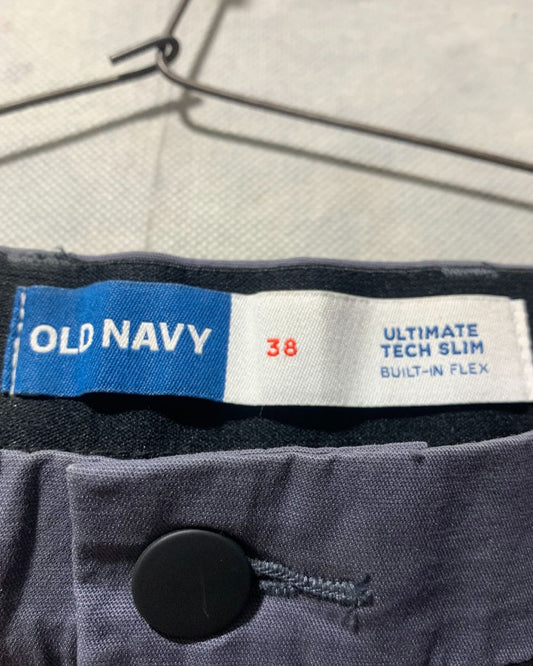 OLD NAVY
38
ULTIMATE
TECH SLIM
BUILT-IN FLEX